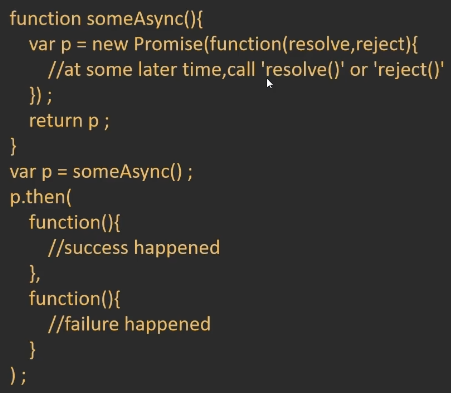 function someAsync(){
var p = new Promise(function(resolve,reject){
//at some later time,call 'resolve()' or 'reject()'
}) ;
return p ;
}
var p = someAsync() ;
p.then(
function(){
//success happened
},
function(){
//failure happened
}
) ;